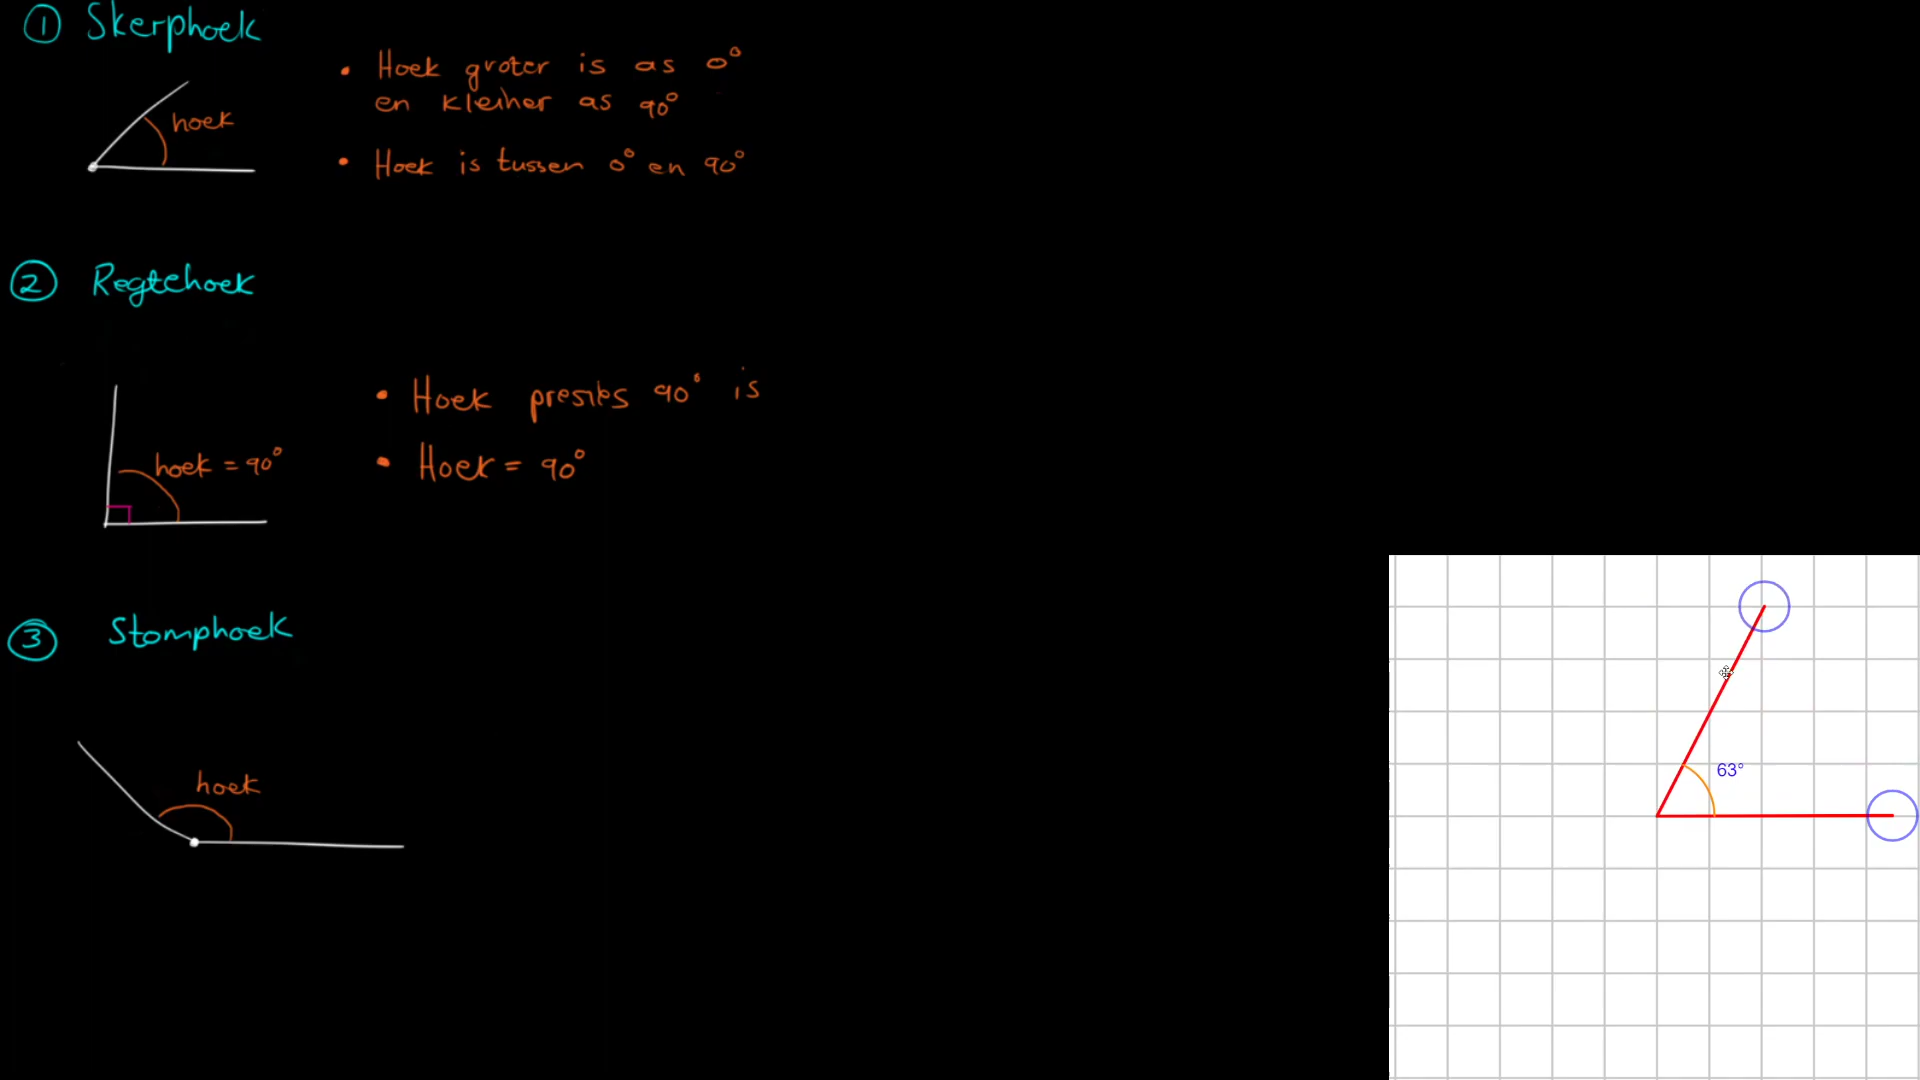 ① Skerphoek
• Hoek groter is as 0°
en kleiner as 90°
hoek
• Hoek is tussen 0° en 90°
② Regtehoek
• Hoek presies 90° is
hoek = 90°
• Hoek = 90°
③ Stomphoek
hoek
63°